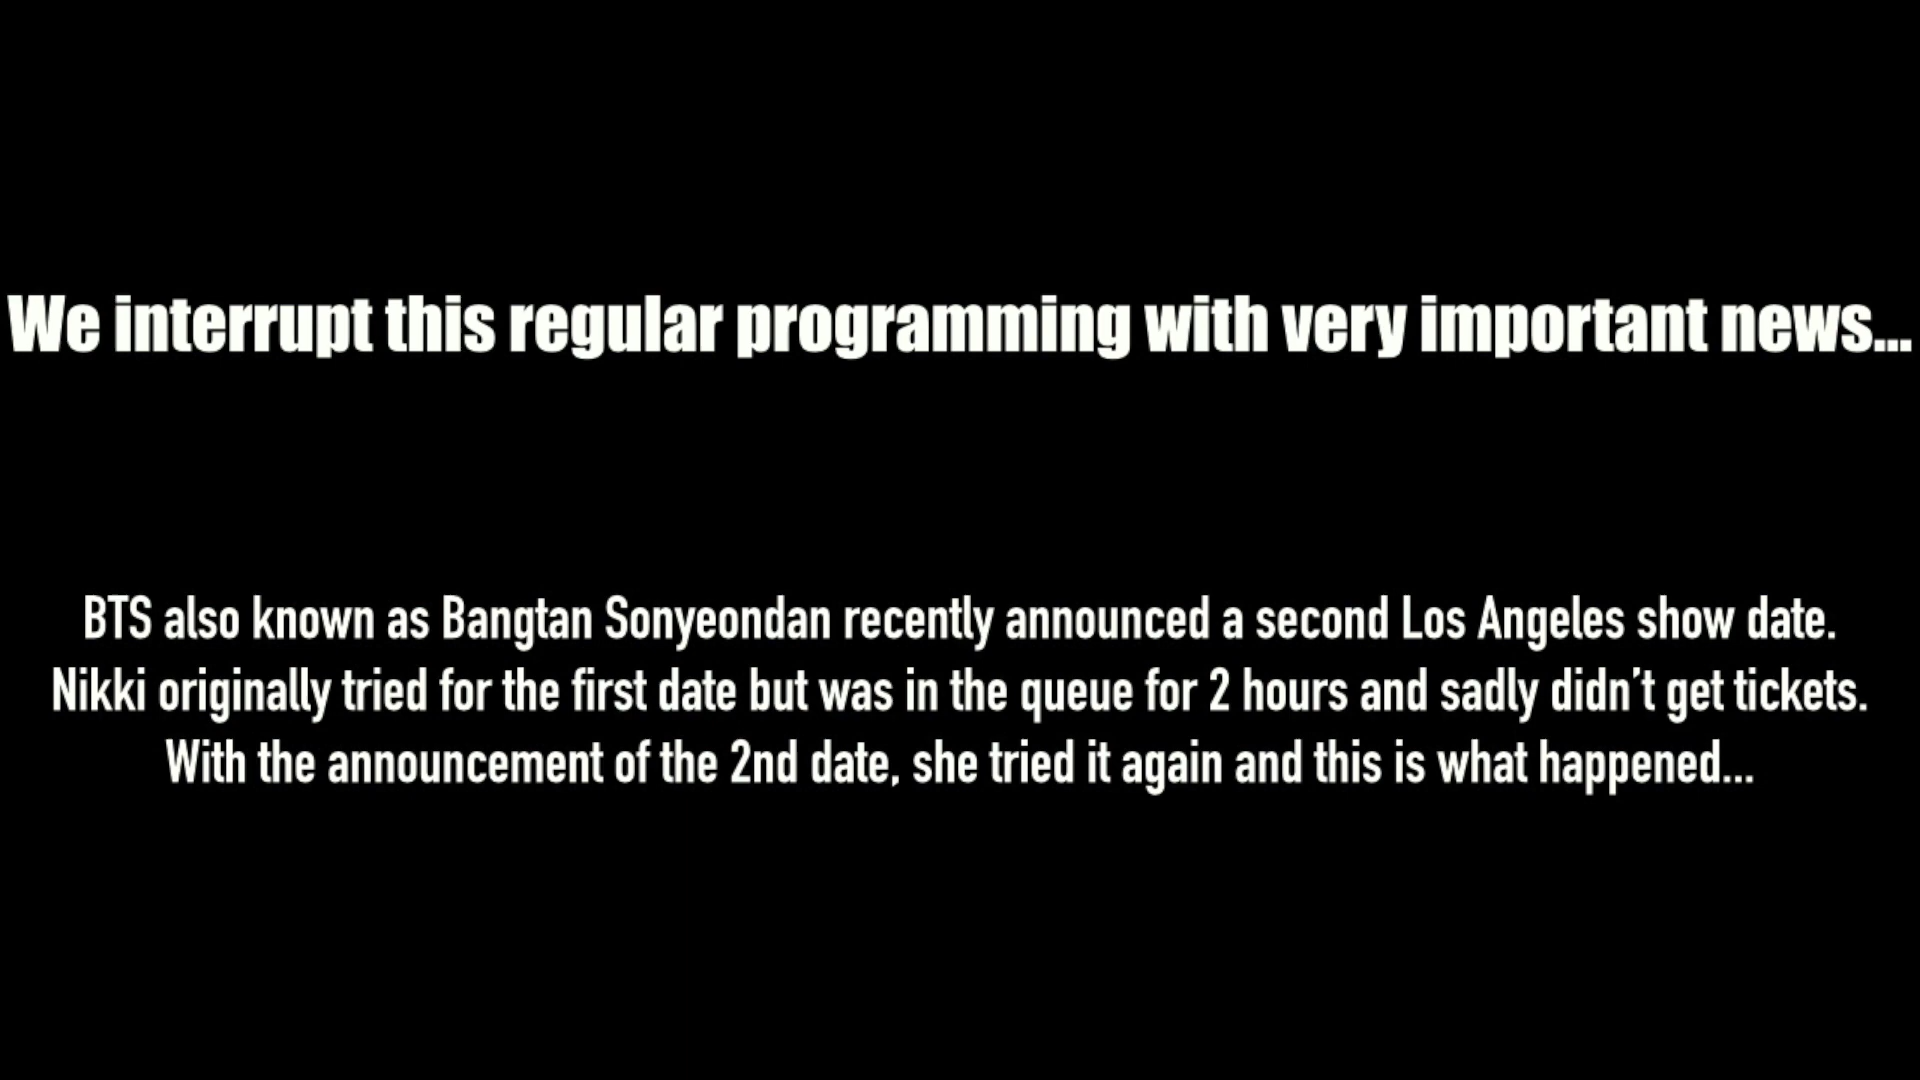 We interrupt this regular programming with very important news...
BTS also known as Bangtan Sonyeondan recently announced a second Los Angeles show date.
Nikki originally tried for the first date but was in the queue for 2 hours and sadly didn’t get tickets.
With the announcement of the 2nd date, she tried it again and this is what happened...